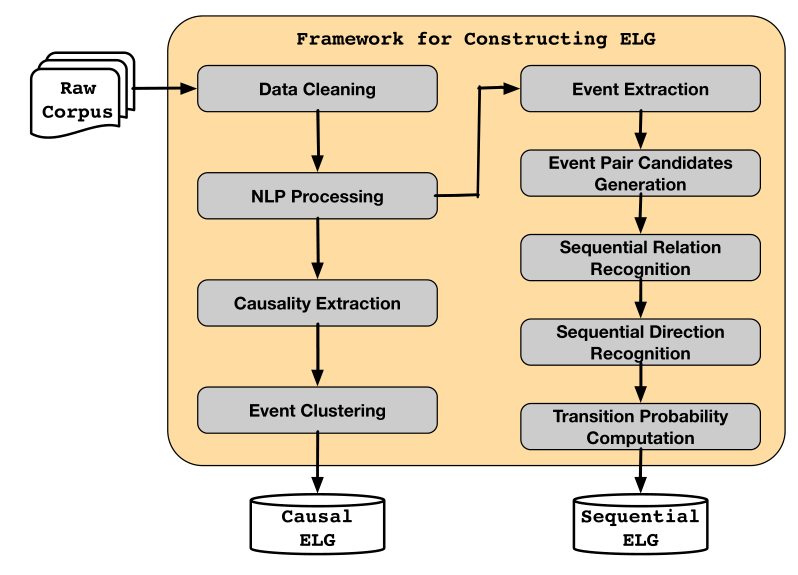 Framework for Constructing ELG
Raw
Corpus
Data Cleaning
NLP Processing
Causality Extraction
Event Clustering
Causal
ELG
Event Extraction
Event Pair Candidates
Generation
Sequential Relation
Recognition
Sequential Direction
Recognition
Transition Probability
Computation
Sequential
ELG